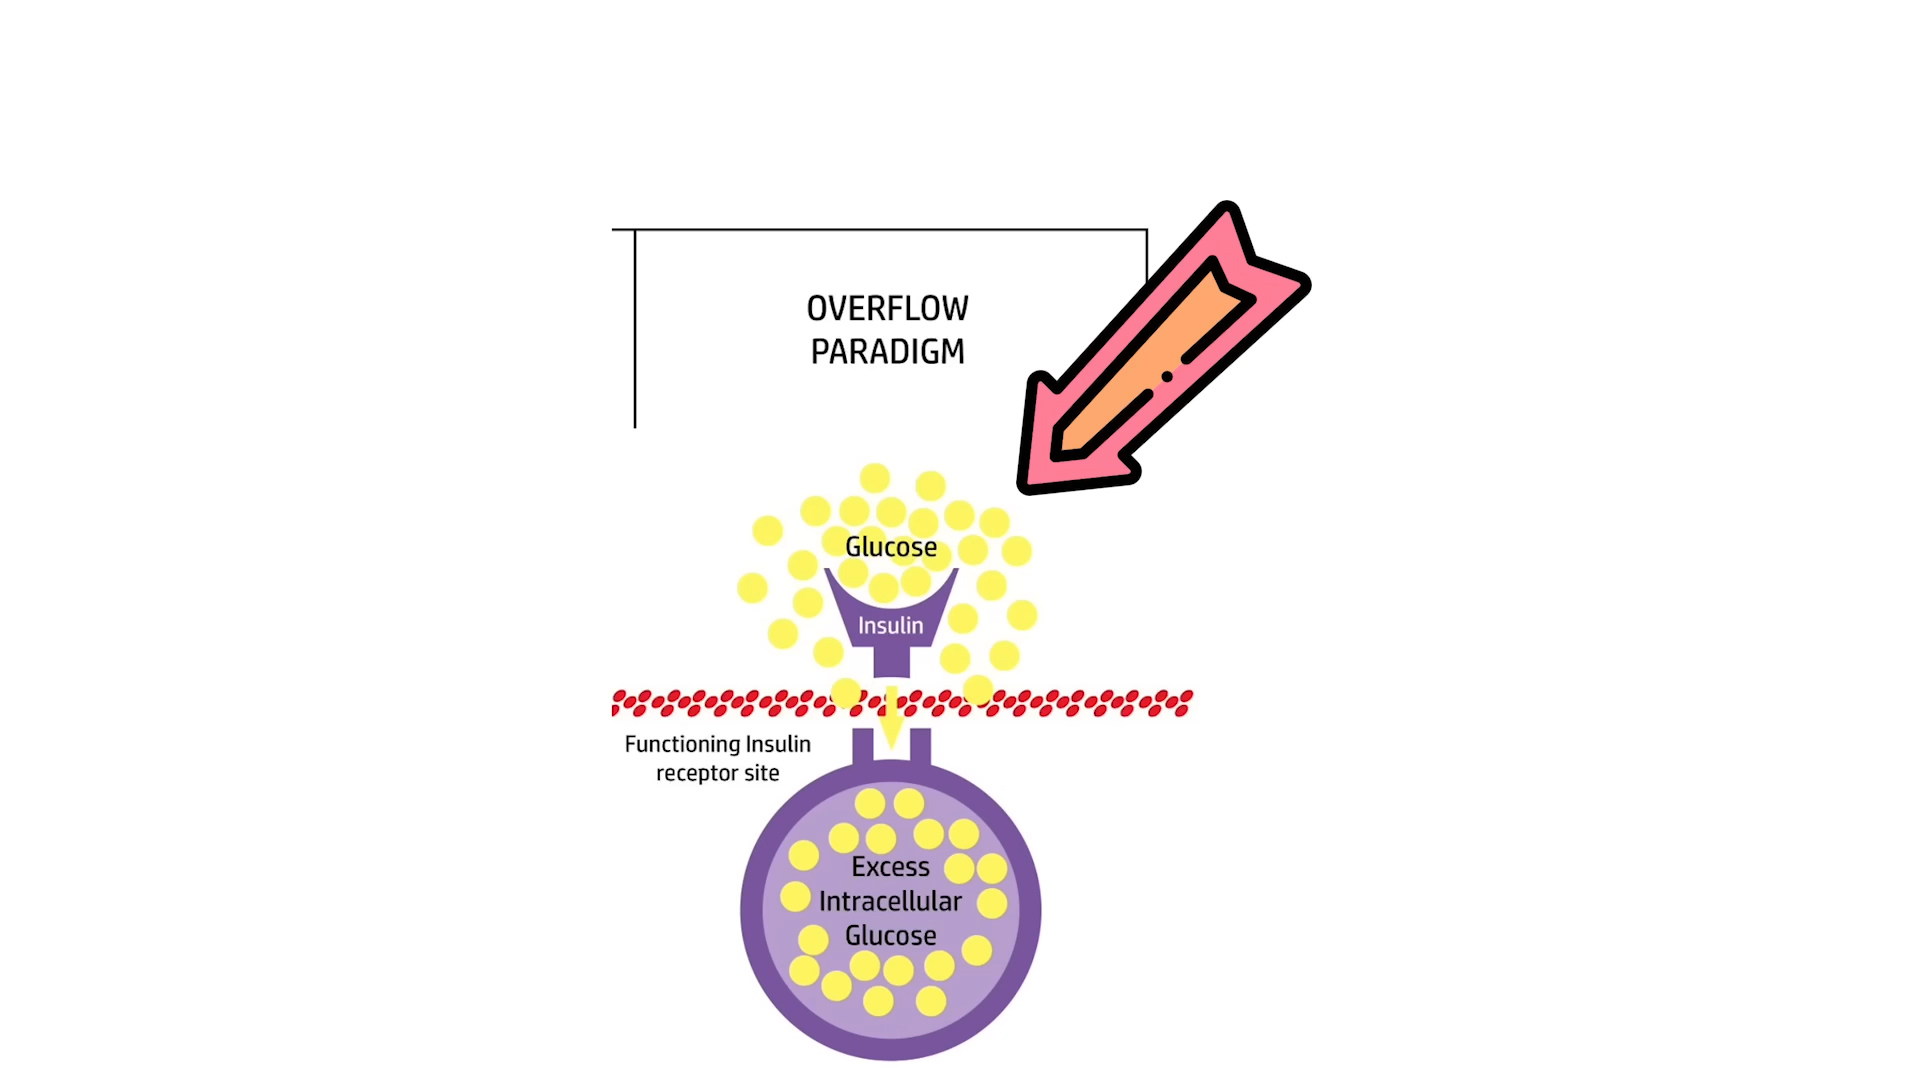 OVERFLOW
PARADIGM
Glucose
Insulin
Functioning Insulin
receptor site
Excess
Intracellular
Glucose